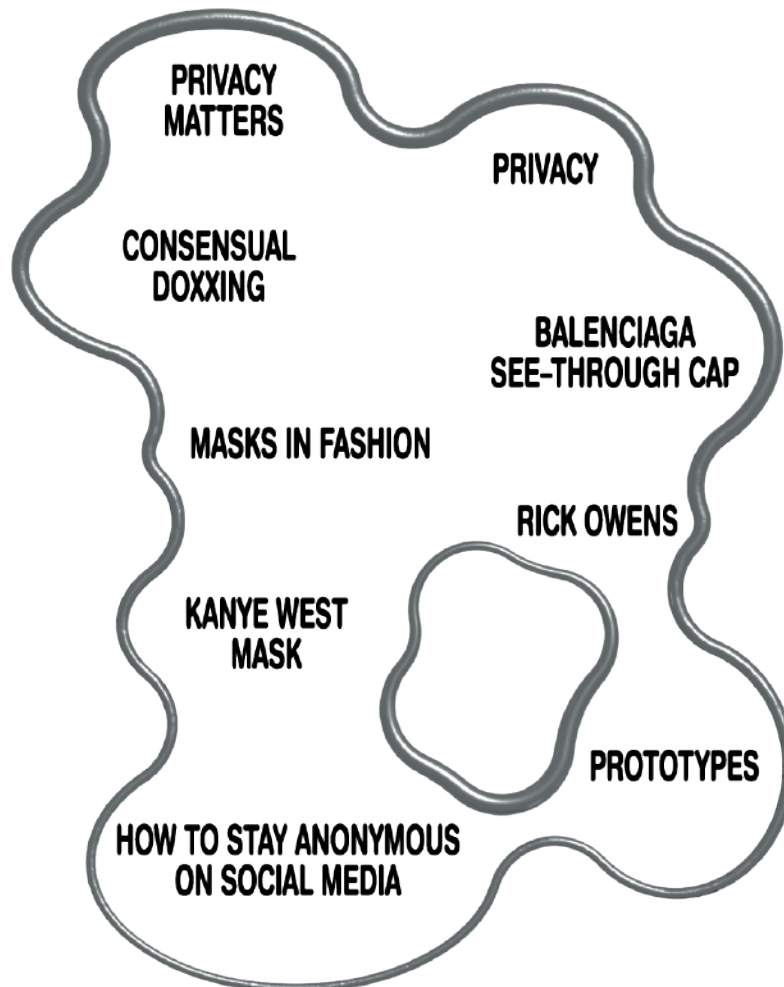 PRIVACY
MATTERS
PRIVACY
CONSENSUAL
DOXXING
BALENCIAGA
SEE–THROUGH CAP
MASKS IN FASHION
RICK OWENS
KANYE WEST
MASK
PROTOTYPES
HOW TO STAY ANONYMOUS
ON SOCIAL MEDIA